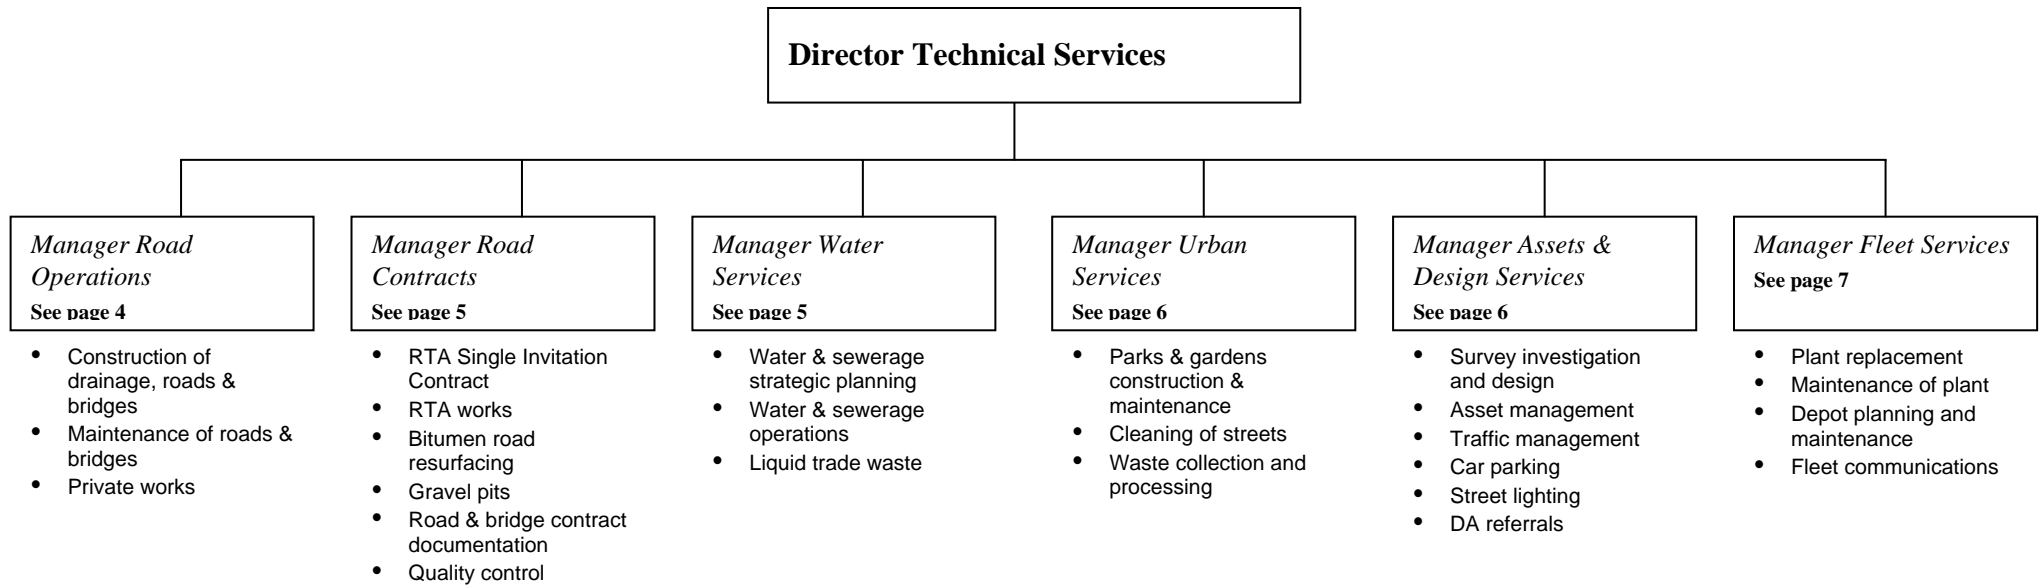 Director Technical Services
Manager Road
Operations
See page 4
• Construction of
drainage, roads &
bridges
• Maintenance of roads &
bridges
• Private works
Manager Road
Contracts
See page 5
• RTA Single Invitation
Contract
• RTA works
• Bitumen road
resurfacing
• Gravel pits
• Road & bridge contract
documentation
• Quality control
Manager Water
Services
See page 5
• Water & sewerage
strategic planning
• Water & sewerage
operations
• Liquid trade waste
Manager Urban
Services
See page 6
• Parks & gardens
construction &
maintenance
• Cleaning of streets
• Waste collection and
processing
Manager Assets &
Design Services
See page 6
• Survey investigation
and design
• Asset management
• Traffic management
• Car parking
• Street lighting
• DA referrals
Manager Fleet Services
See page 7
• Plant replacement
• Maintenance of plant
• Depot planning and
maintenance
• Fleet communications